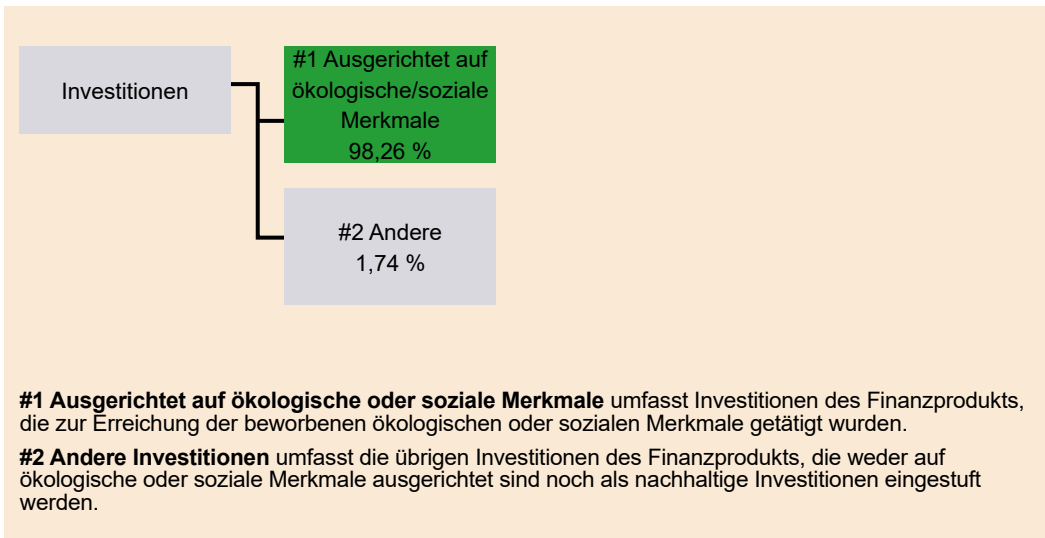 Investitionen
#1 Ausgerichtet auf
ökologische/soziale
Merkmale
98,26 %
#2 Andere
1,74 %
#1 Ausgerichtet auf ökologische oder soziale Merkmale umfasst Investitionen des Finanzprodukts,
die zur Erreichung der beworbenen ökologischen oder sozialen Merkmale getätigt wurden.
#2 Andere Investitionen umfasst die übrigen Investitionen des Finanzprodukts, die weder auf
ökologische oder soziale Merkmale ausgerichtet sind noch als nachhaltige Investitionen eingestuft
werden.